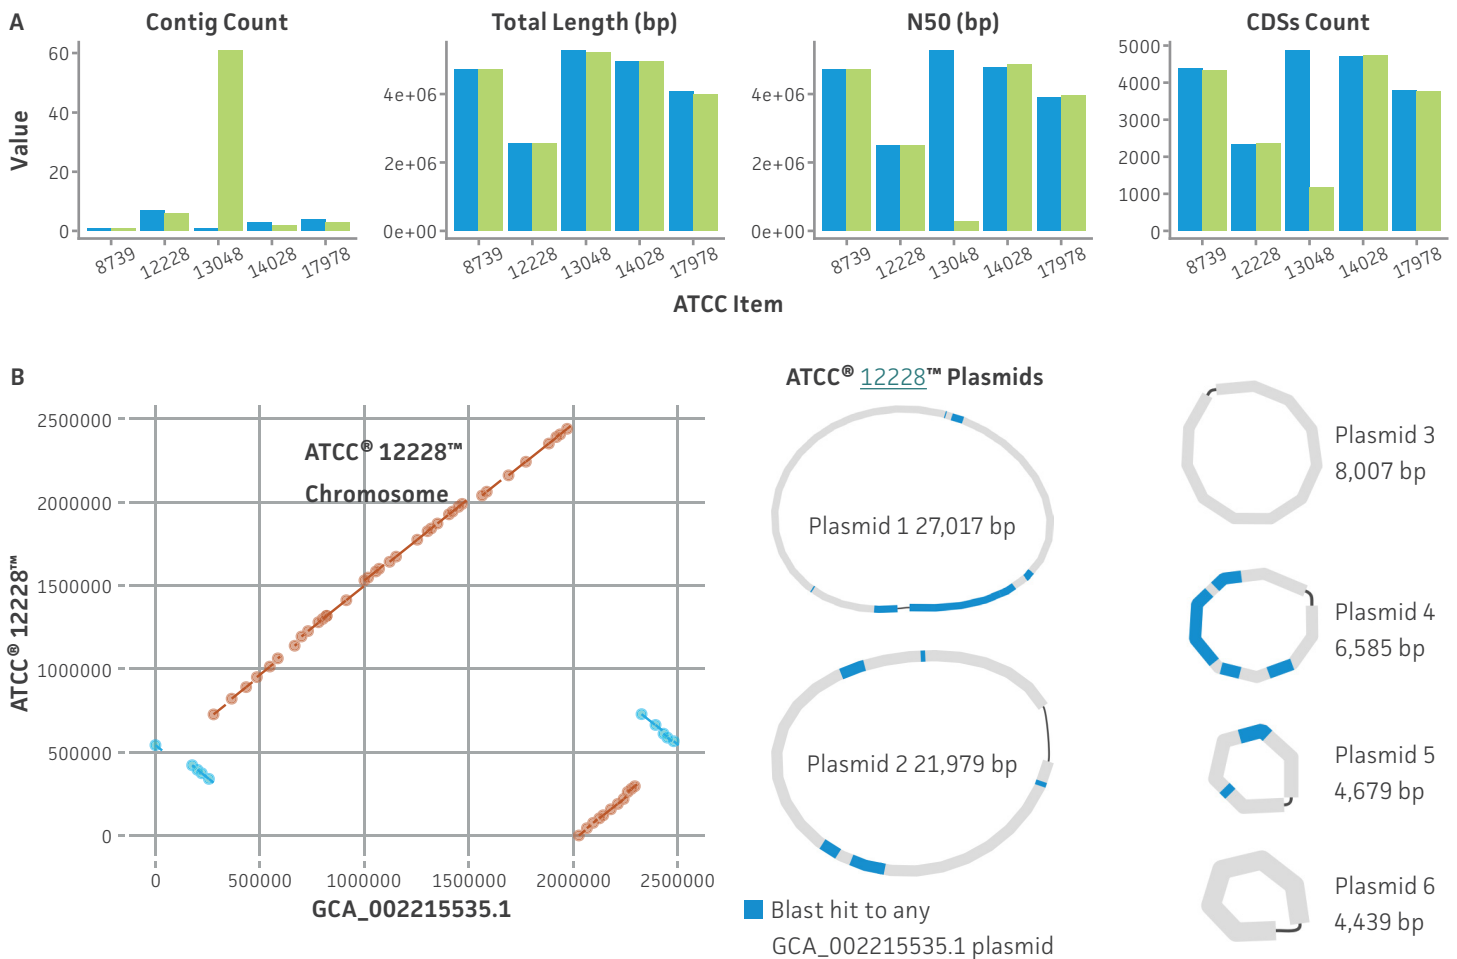 A
Contig Count
Total Length (bp)
N50 (bp)
CDSs Count
Value
60
40
20
0
8739
12228
13048
14028
17978
4e+06
2e+06
0e+00
8739
12228
13048
14028
17978
4e+06
2e+06
0e+00
8739
12228
13048
14028
17978
5000
4000
3000
2000
1000
0
8739
12228
13048
14028
17978
ATCC Item
B
ATCC® 12228™
2500000
2000000
1500000
1000000
500000
0
ATCC® 12228™
Chromosome
0
500000
1000000
1500000
2000000
2500000
GCA_002215535.1
ATCC® 12228™ Plasmids
Plasmid 1 27,017 bp
Plasmid 2 21,979 bp
Blast hit to any
GCA_002215535.1 plasmid
Plasmid 3
8,007 bp
Plasmid 4
6,585 bp
Plasmid 5
4,679 bp
Plasmid 6
4,439 bp